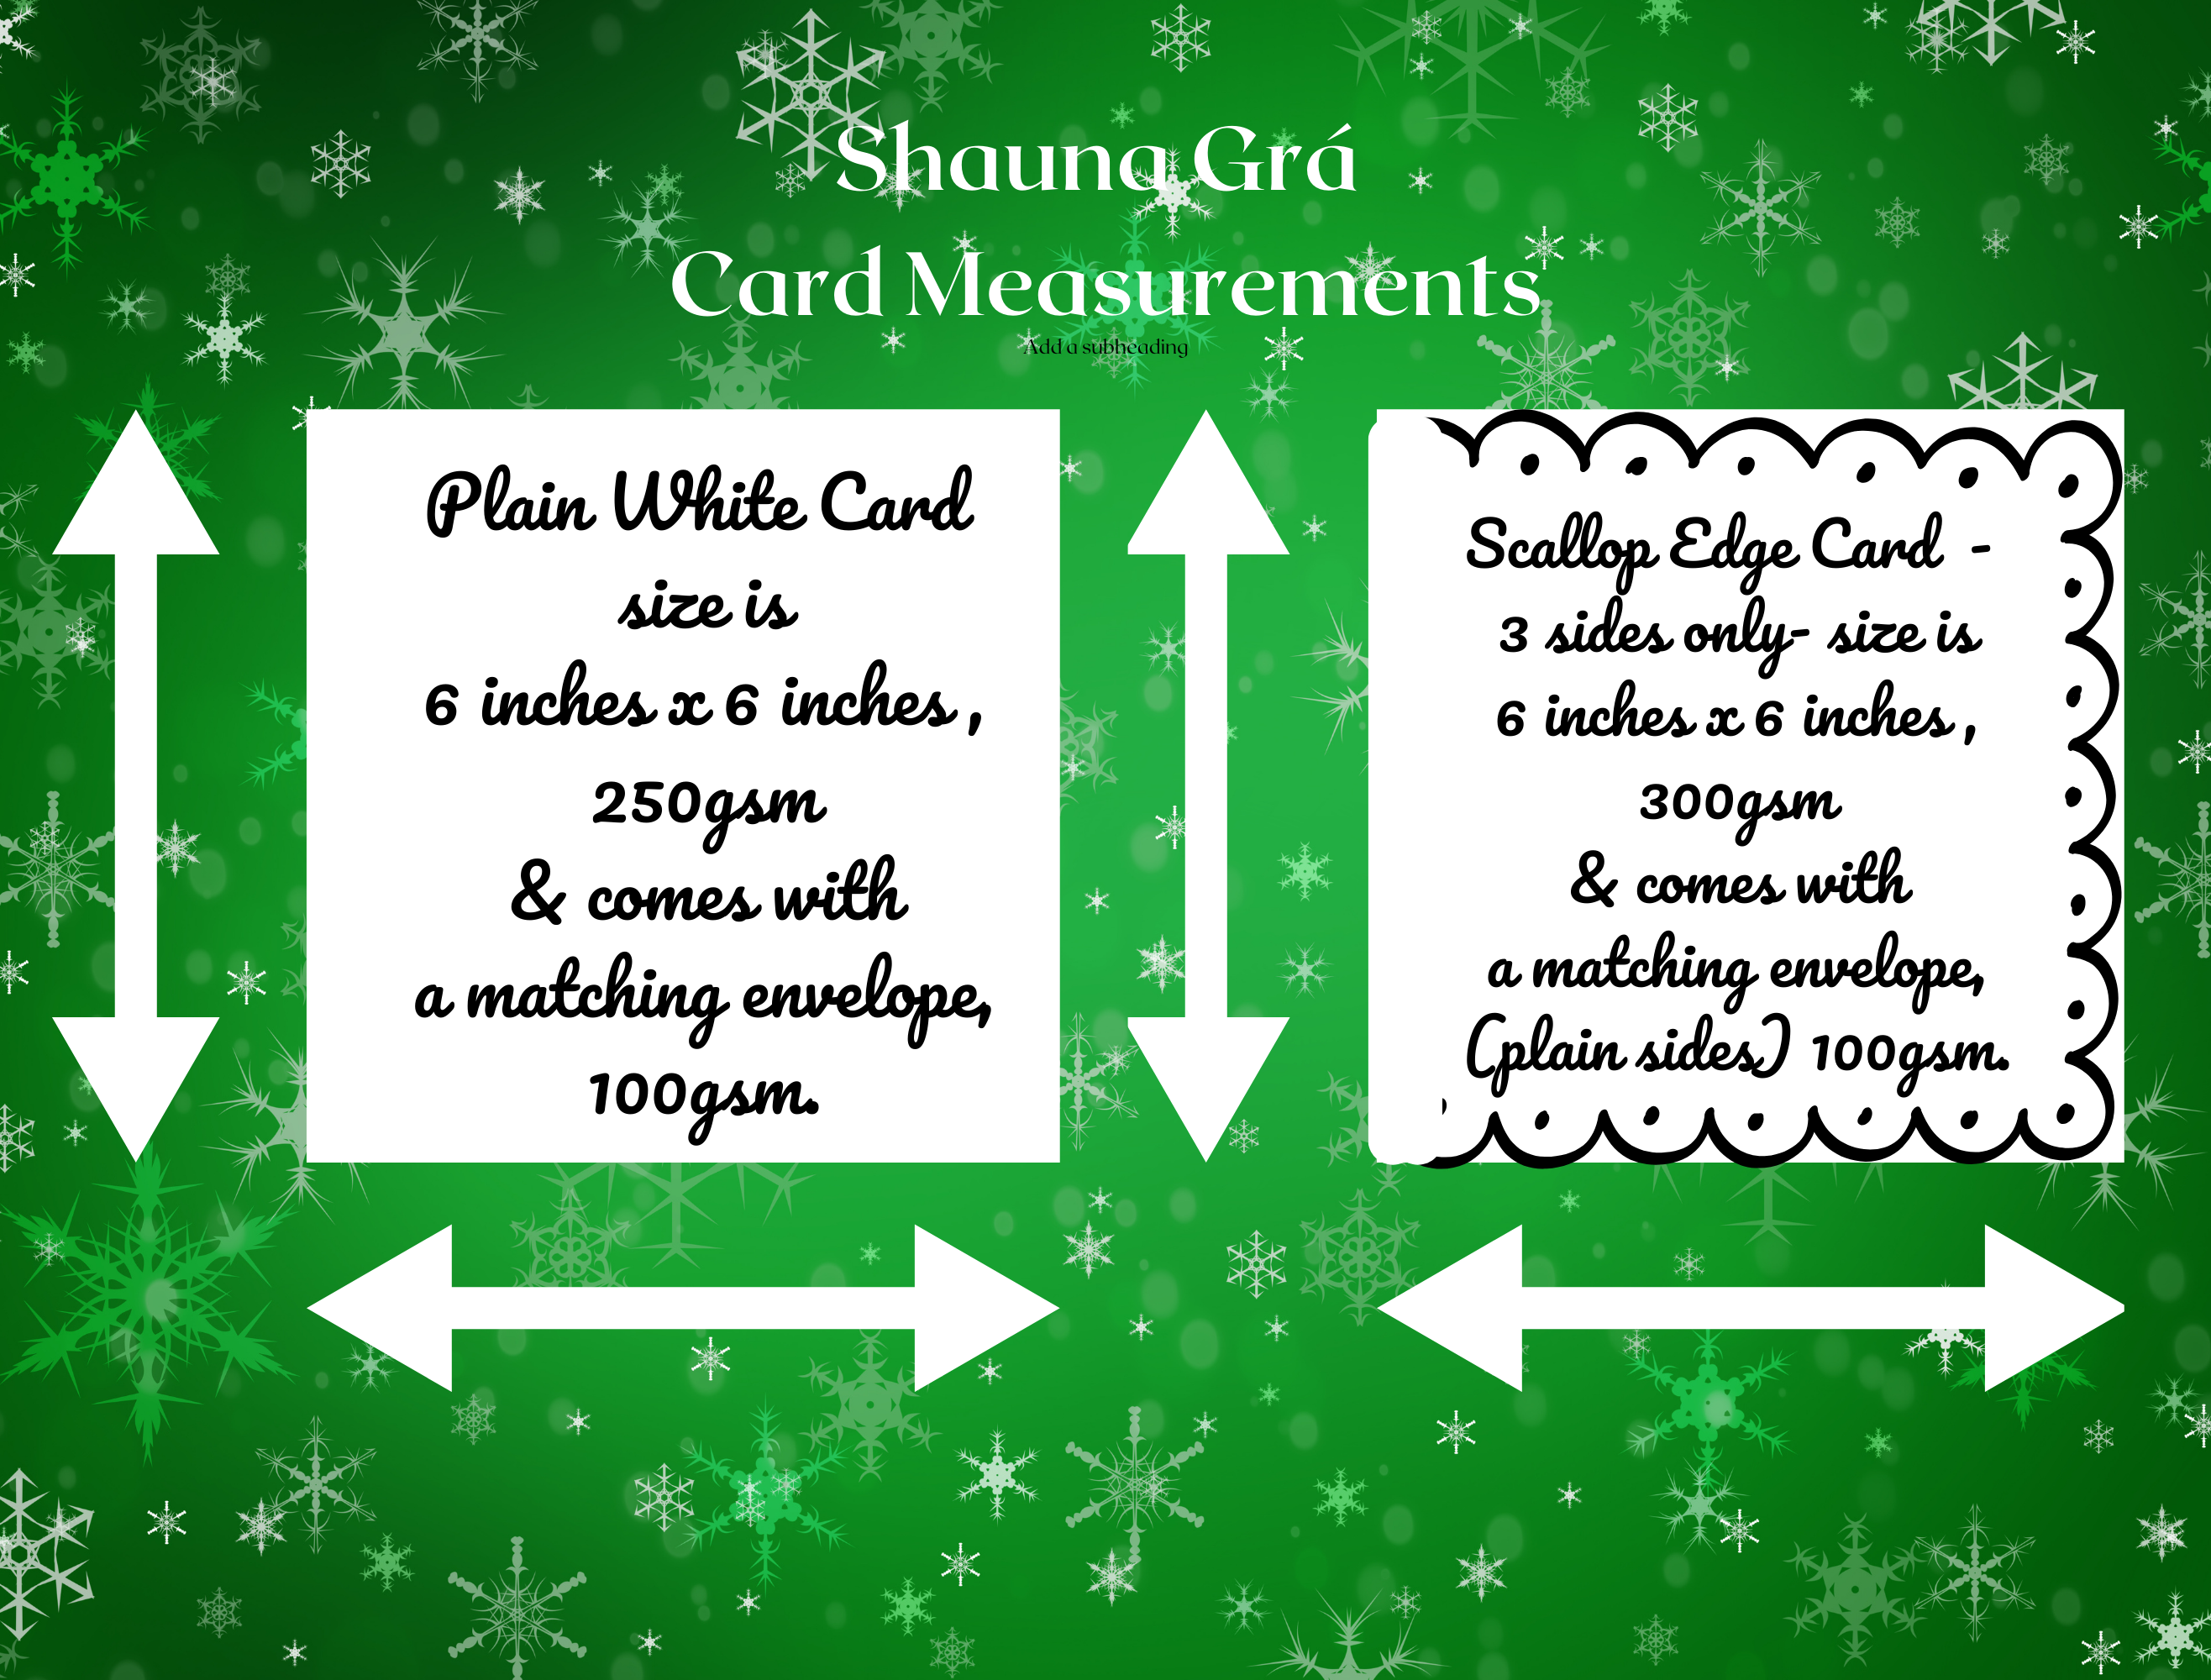 Shauna Grá
Card Measurements
Add a subheading
Plain White Card
size is
6 inches x 6 inches ,
250gsm
& comes with
a matching envelope,
100gsm.
Scallop Edge Card -
3 sides only- size is
6 inches x 6 inches ,
300gsm
& comes with
a matching envelope,
(plain sides) 100gsm.